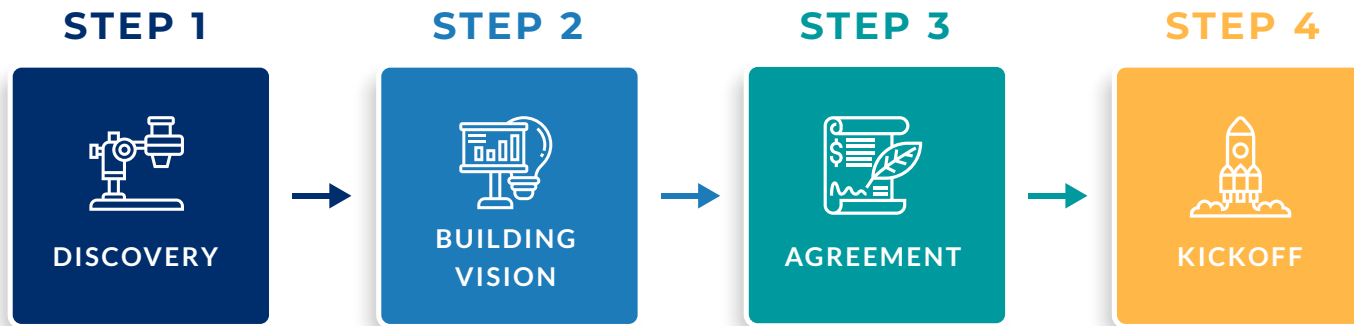 STEP 1
DISCOVERY
STEP 2
BUILDING
VISION
STEP 3
$
AGREEMENT
STEP 4
KICKOFF